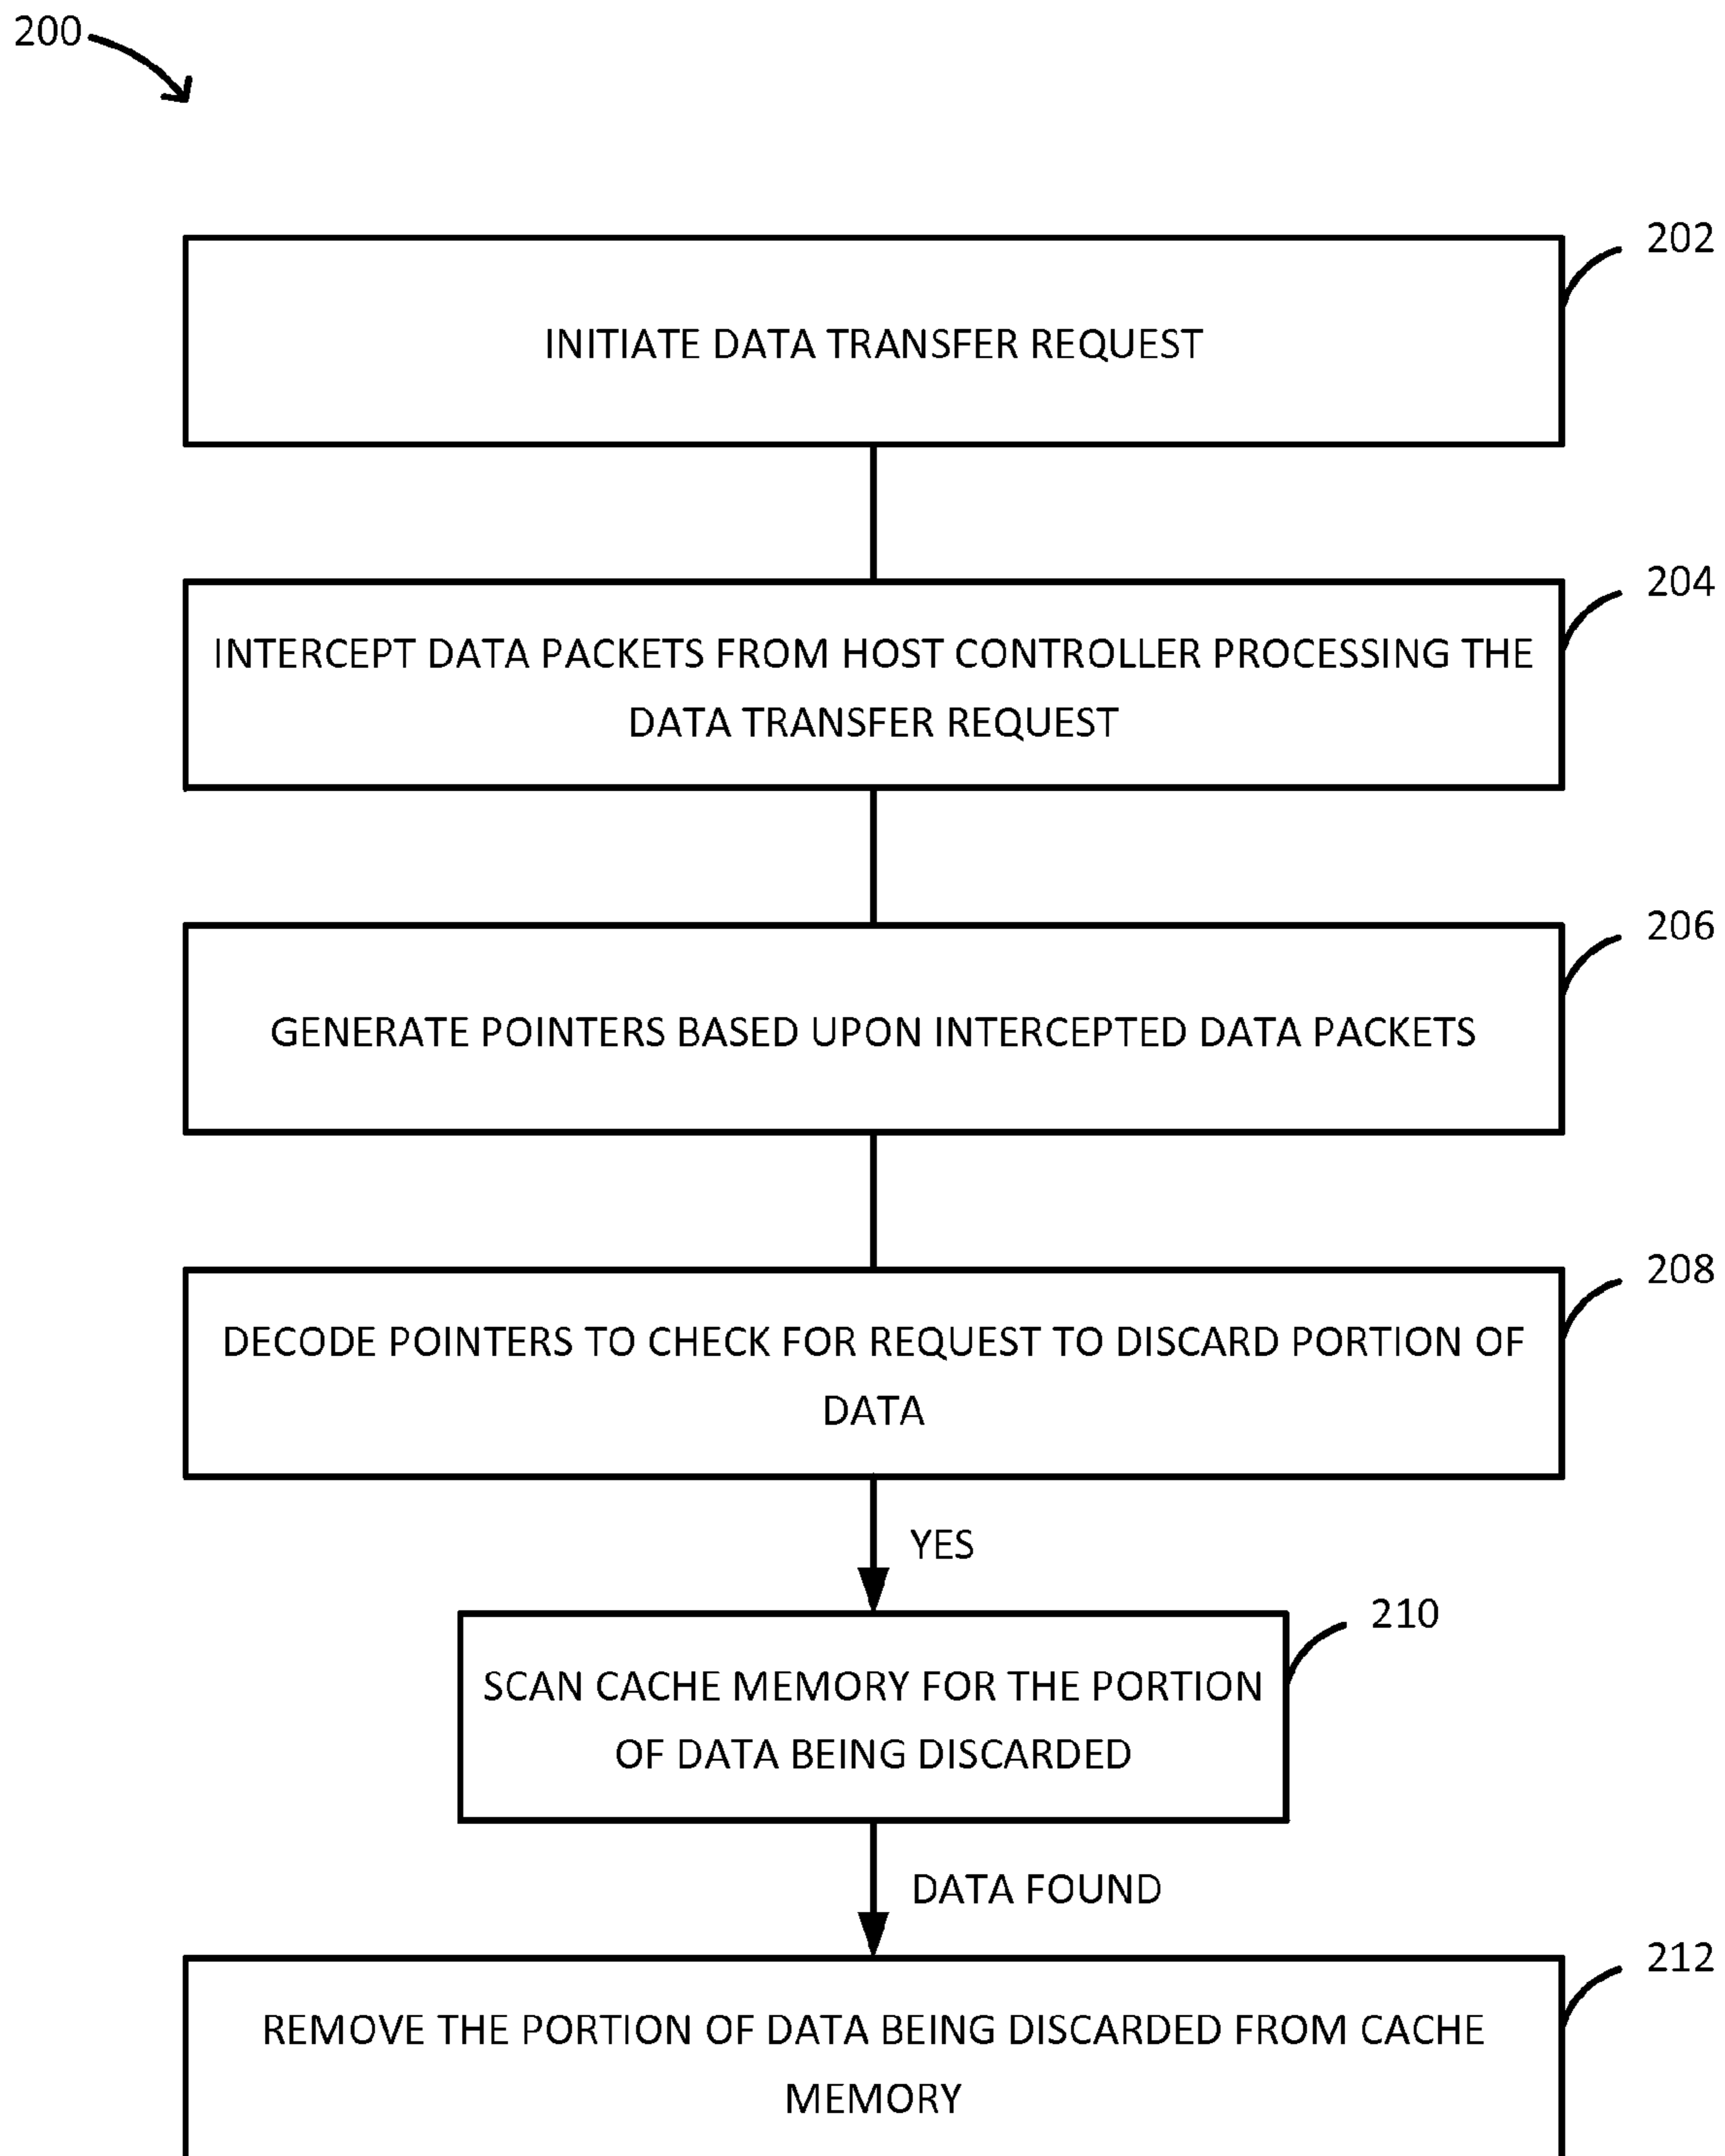 200
202
INITIATE DATA TRANSFER REQUEST
204
INTERCEPT DATA PACKETS FROM HOST CONTROLLER PROCESSING THE
DATA TRANSFER REQUEST
206
GENERATE POINTERS BASED UPON INTERCEPTED DATA PACKETS
208
DECODE POINTERS TO CHECK FOR REQUEST TO DISCARD PORTION OF
DATA
YES
210
SCAN CACHE MEMORY FOR THE PORTION
OF DATA BEING DISCARDED
DATA FOUND
212
REMOVE THE PORTION OF DATA BEING DISCARDED FROM CACHE
MEMORY